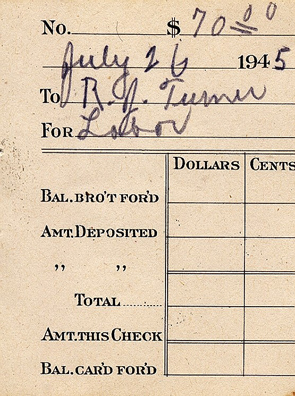 No. $ 70 00
July 26 1945
To R. J. Turner
For Labor
Dollars Cents
Bal. bro't for'd
Amt. Deposited
,, ,,
Total
Amt. this Check
Bal. car'd for'd